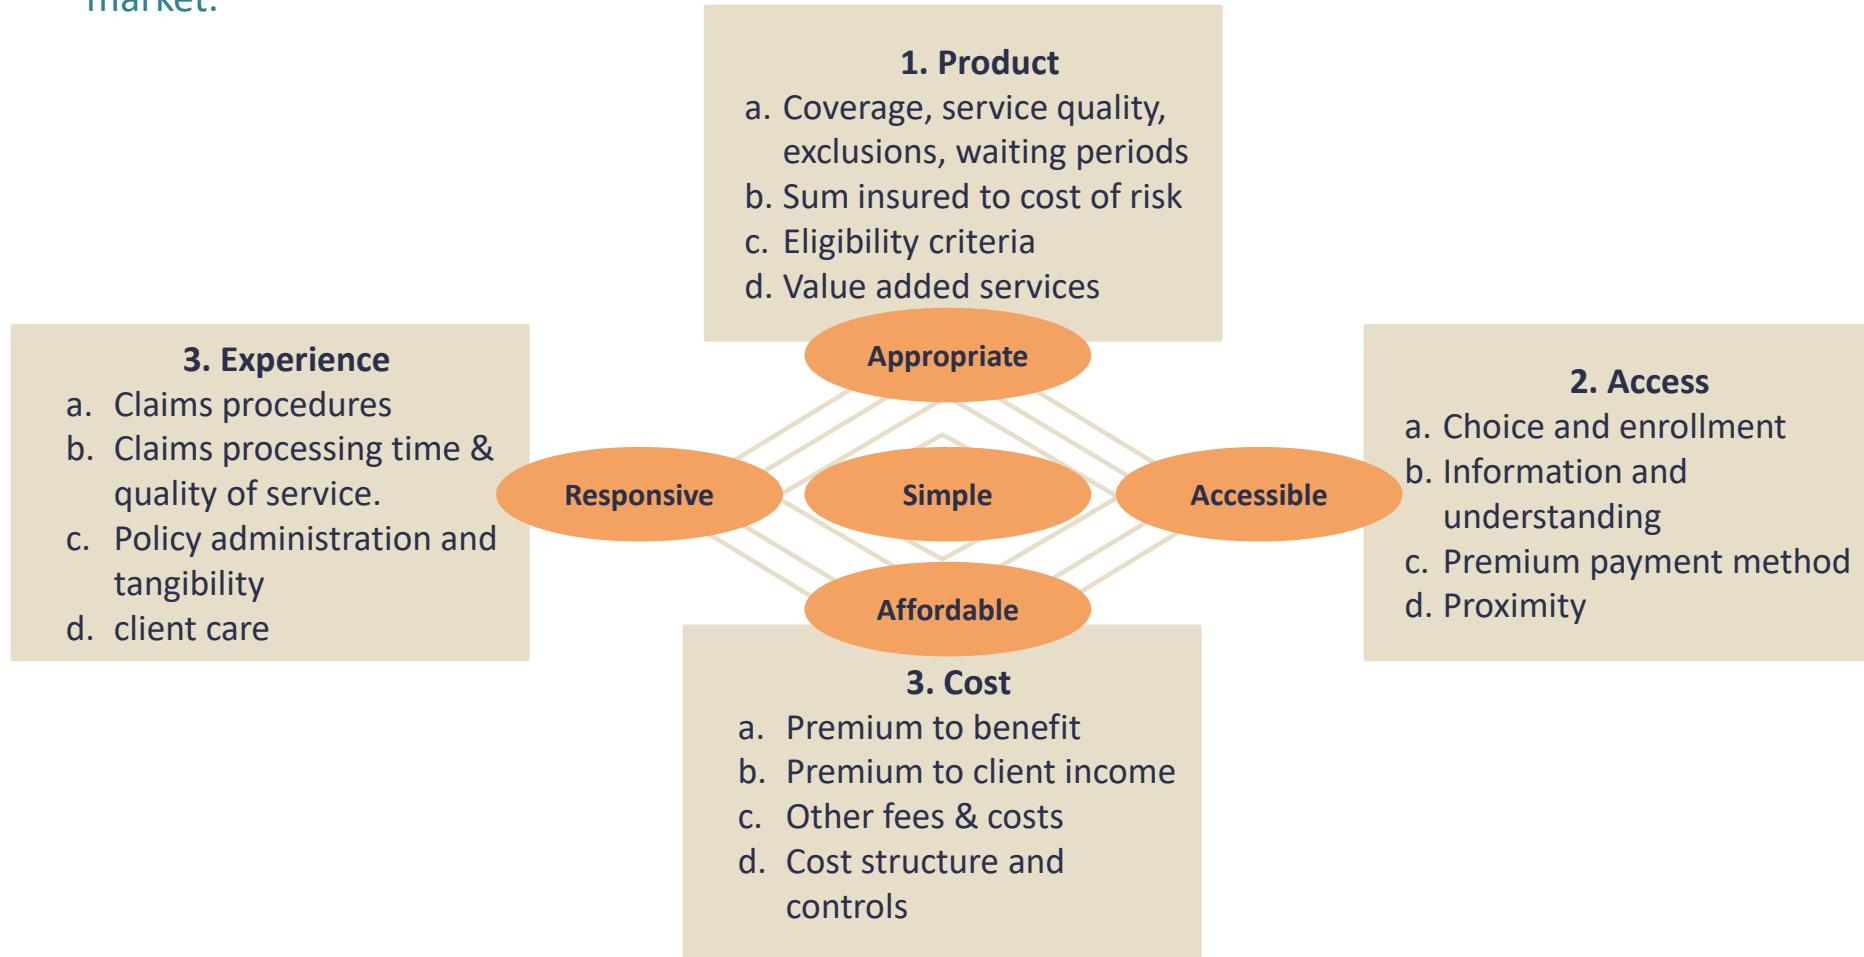 market.
1. Product
a. Coverage, service quality,
exclusions, waiting periods
b. Sum insured to cost of risk
c. Eligibility criteria
d. Value added services
Appropriate
3. Experience
a. Claims procedures
b. Claims processing time &
quality of service.
c. Policy administration and
tangibility
d. client care
Responsive
Simple
Accessible
2. Access
a. Choice and enrollment
b. Information and
understanding
c. Premium payment method
d. Proximity
Affordable
3. Cost
a. Premium to benefit
b. Premium to client income
c. Other fees & costs
d. Cost structure and
controls